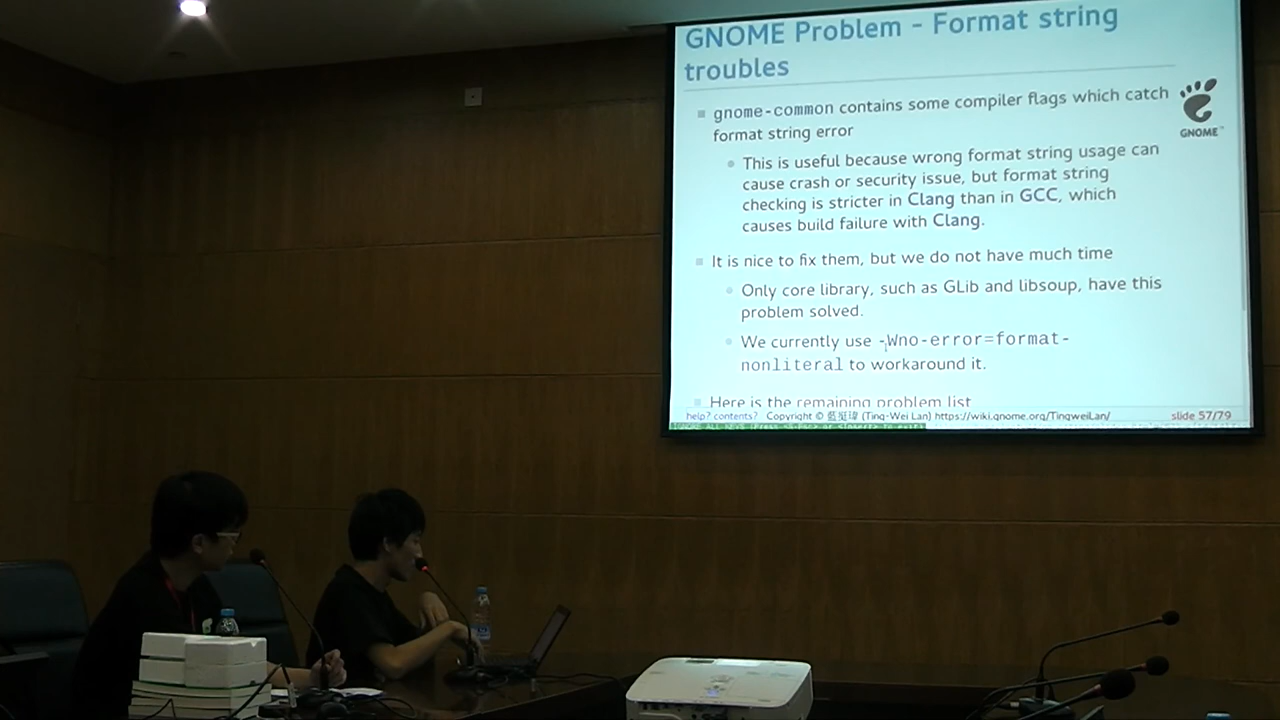 GNOME Problem - Format string
troubles
gnome-common contains some compiler flags which catch
format string error
GNOME™
This is useful because wrong format string usage can
cause crash or security issue, but format string
checking is stricter in Clang than in GCC, which
causes build failure with Clang.
It is nice to fix them, but we do not have much time
Only core library, such as GLib and libsoup, have this
problem solved.
We currently use -Wno-error=format-
nonliteral to workaround it.
Here is the remaining problem list
help? contents? Copyright © 藍挺瑋 (Ting-Wei Lan) https://wiki.gnome.org/TingweiLan/ slide 57/79